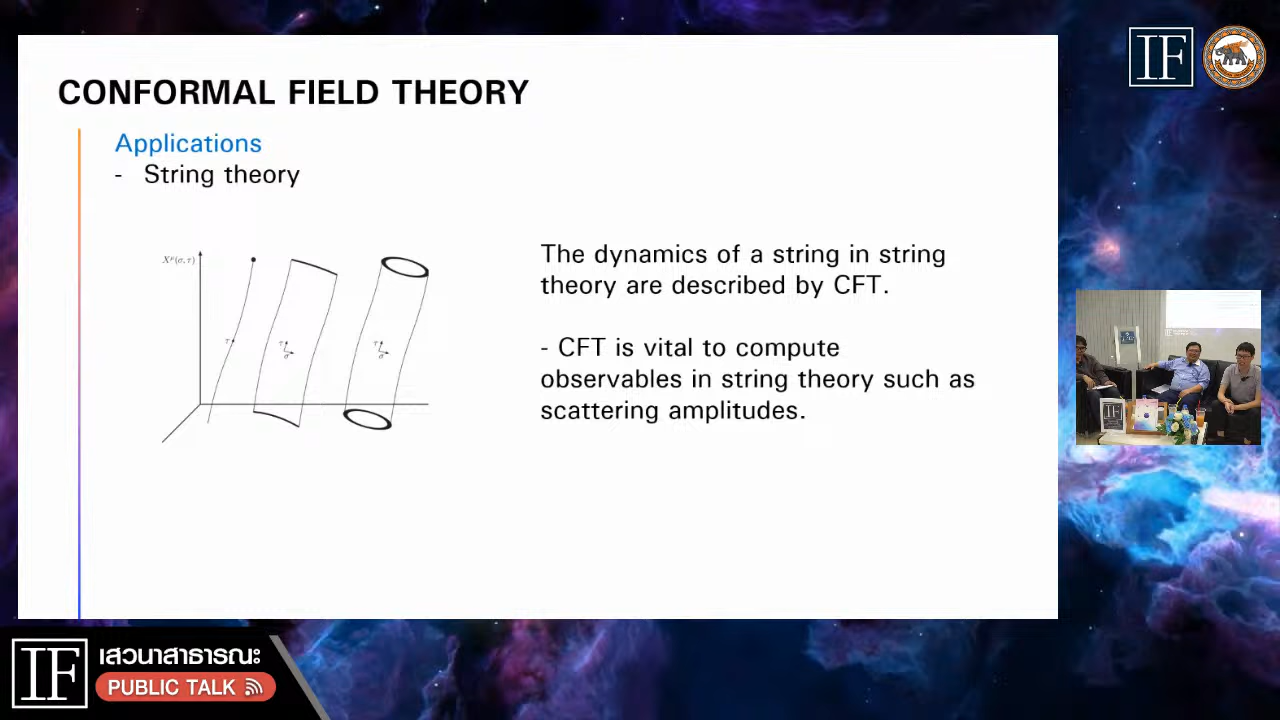 IF
CONFORMAL FIELD THEORY
Applications
- String theory
X^μ(σ, τ)
τ
τ
σ
τ
σ
The dynamics of a string in string
theory are described by CFT.
- CFT is vital to compute
observables in string theory such as
scattering amplitudes.
IF
IF
เสวนาสาธารณะ
PUBLIC TALK